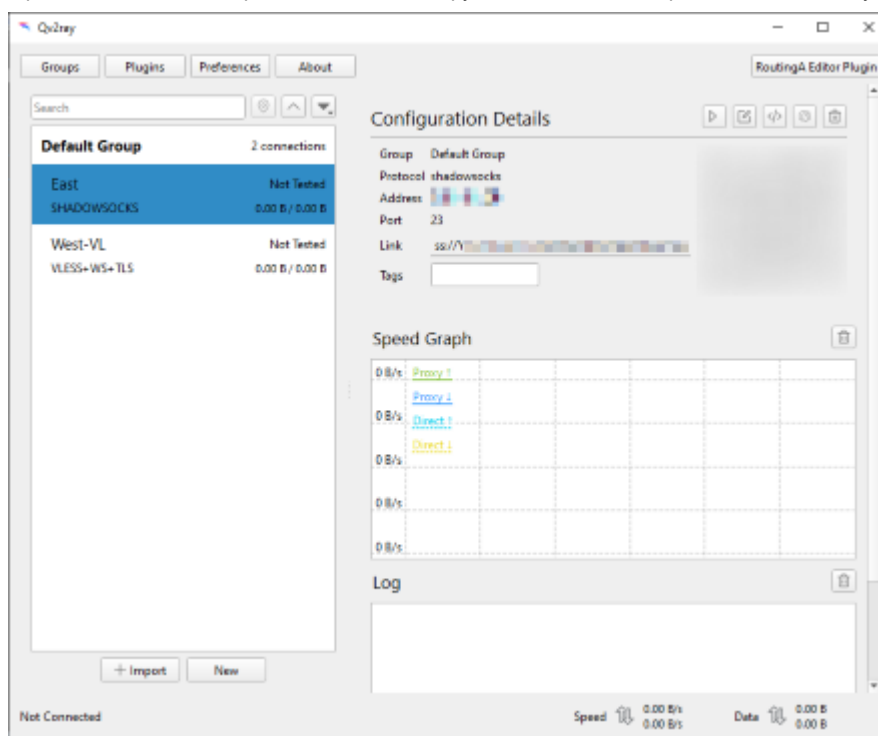 Qv2ray
Groups Plugins Preferences About RoutingA Editor Plugin
Search
Default Group 2 connections
East Not Tested
SHADOWSOCKS 0.00 B / 0.00 B
West-VL Not Tested
VLESS+WS+TLS 0.00 B / 0.00 B
+ Import New
Configuration Details
Group Default Group
Protocol shadowsocks
Address
Port 23
Link ss://Y
Tags
Speed Graph
0 B/s Proxy ↑
Proxy ↓
0 B/s Direct ↑
Direct ↓
0 B/s
0 B/s
0 B/s
Log
Not Connected Speed 0.00 B/s Data 0.00 B
0.00 B/s 0.00 B